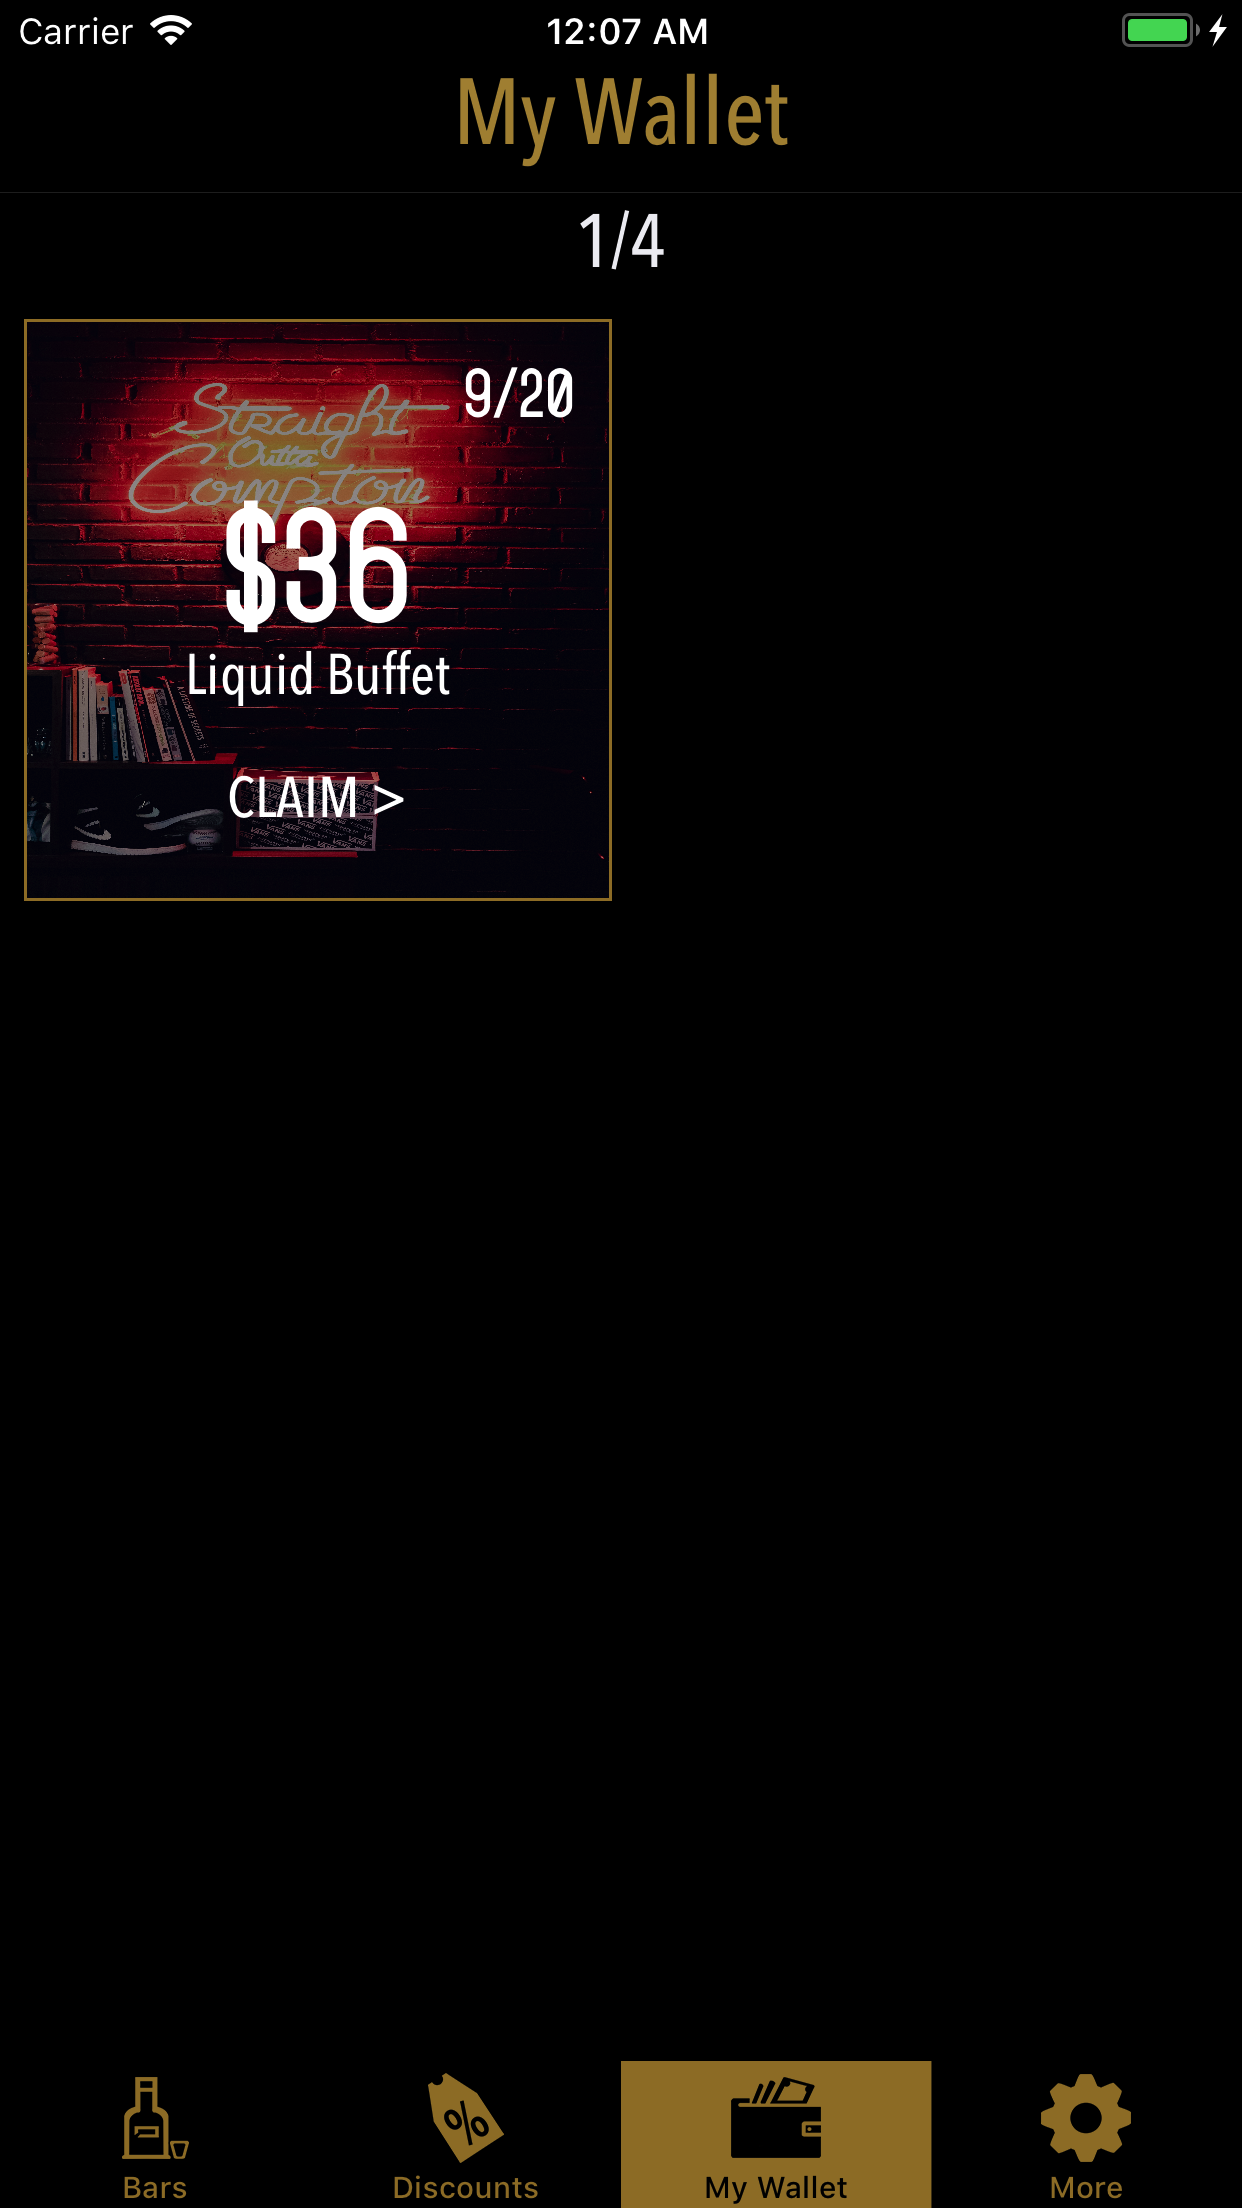 Carrier 12:07 AM
My Wallet
1/4
9/20
Straight
Outta
Compton
$36
Liquid Buffet
CLAIM >
Bars Discounts My Wallet More